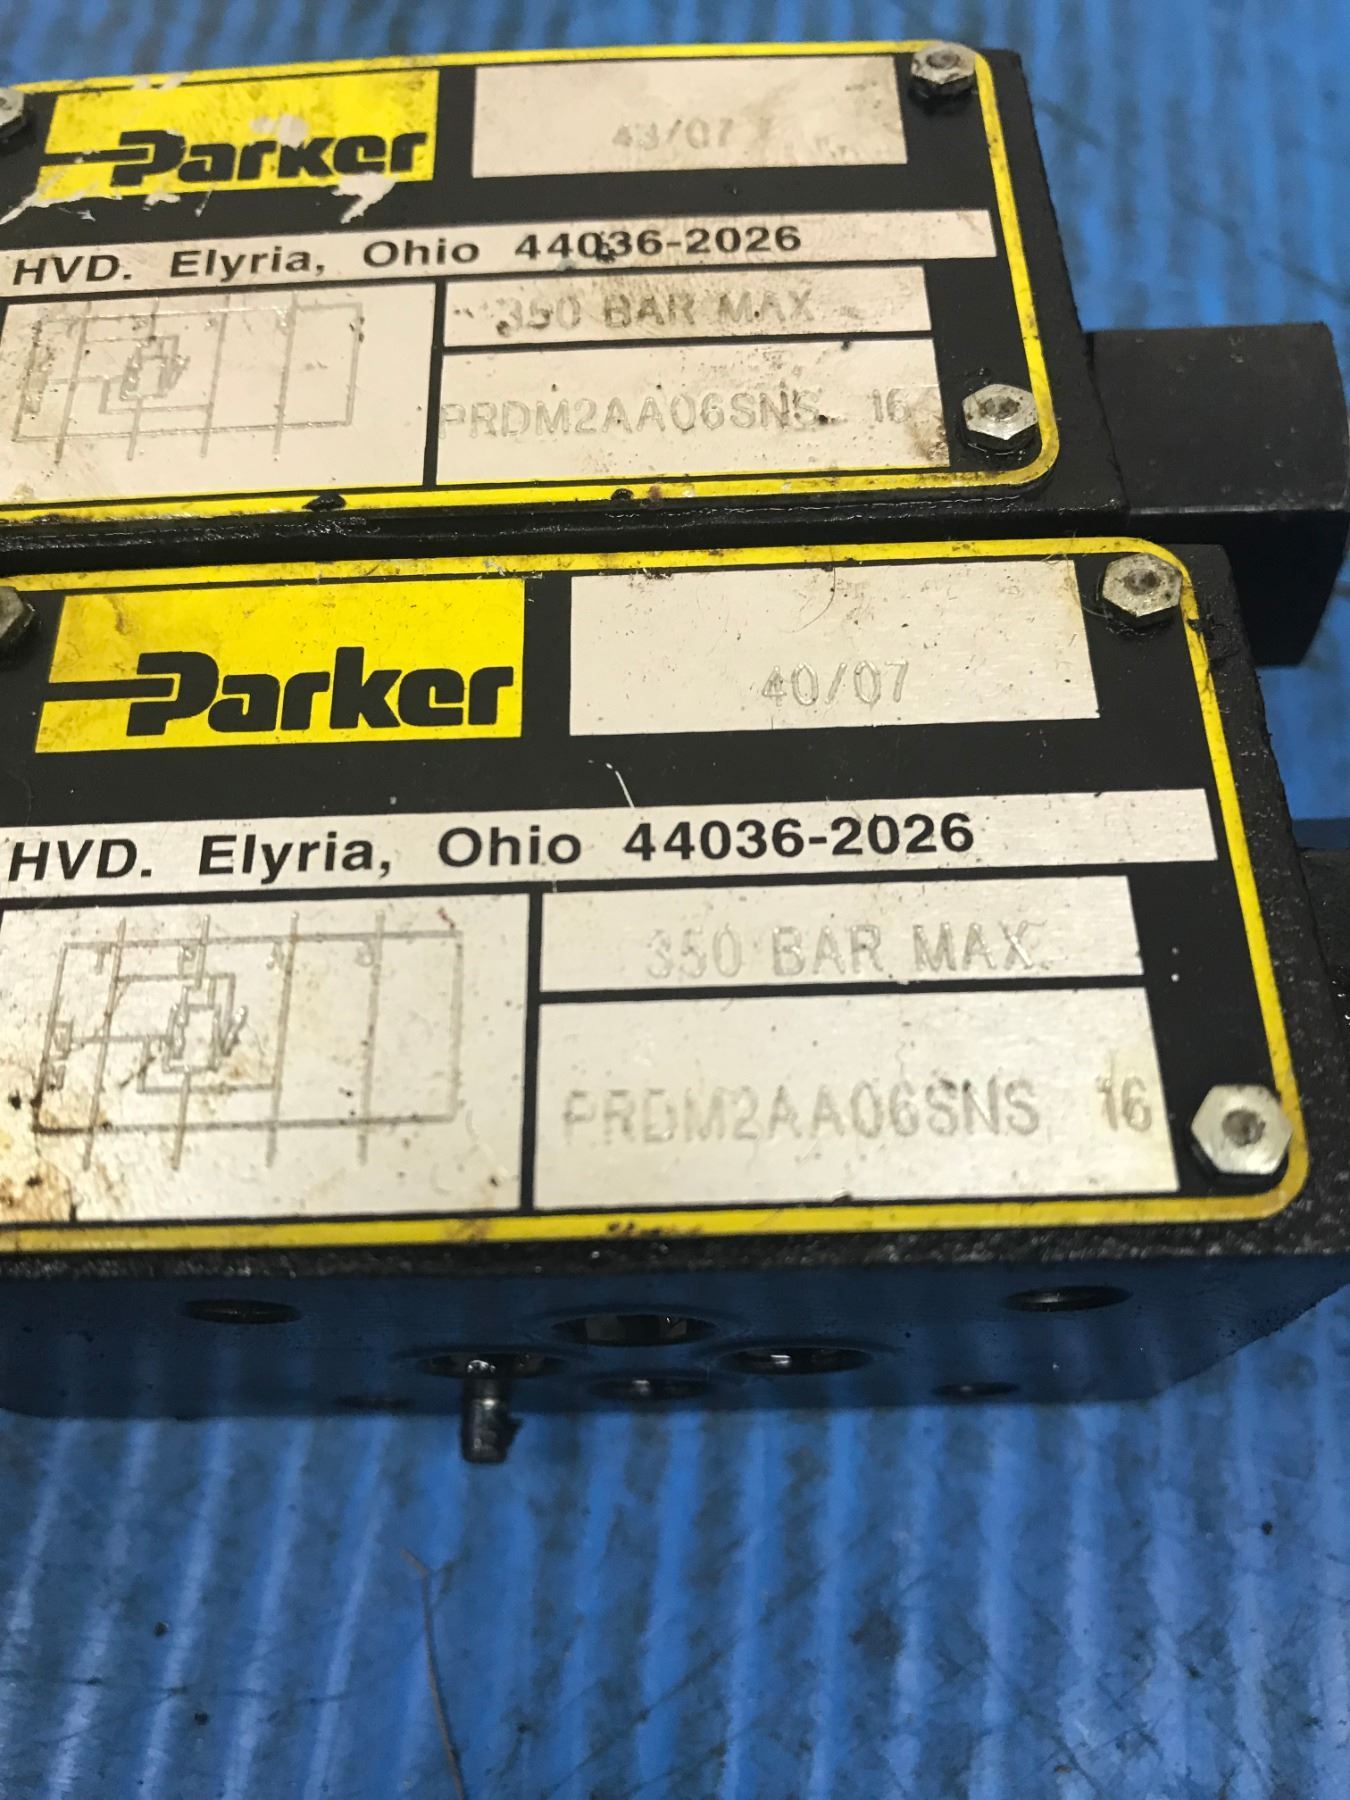 Parker
43/07
HVD. Elyria, Ohio 44036-2026
350 BAR MAX
PRDM2AA06SNS 16
Parker
40/07
HVD. Elyria, Ohio 44036-2026
350 BAR MAX
PRDM2AA06SNS 16